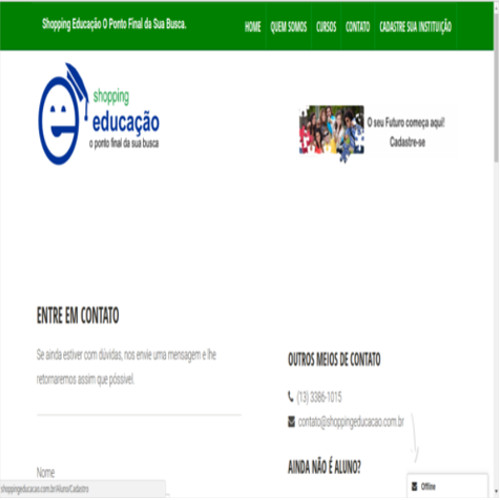 Shopping Educação O Ponto Final da Sua Busca.
HOME QUEM SOMOS CURSOS CONTATO CADASTRE SUA INSTITUIÇÃO
shopping
educação
o ponto final da sua busca
O seu Futuro começa aqui!
Cadastre-se
ENTRE EM CONTATO
Se ainda estiver com dúvidas, nos envie uma mensagem e lhe
retornaremos assim que póssivel.
OUTROS MEIOS DE CONTATO
(13) 3386-1015
contato@shoppingeducacao.com.br
AINDA NÃO É ALUNO?
Nome
shoppingeducacao.com.br/Aluno/Cadastro
Offline